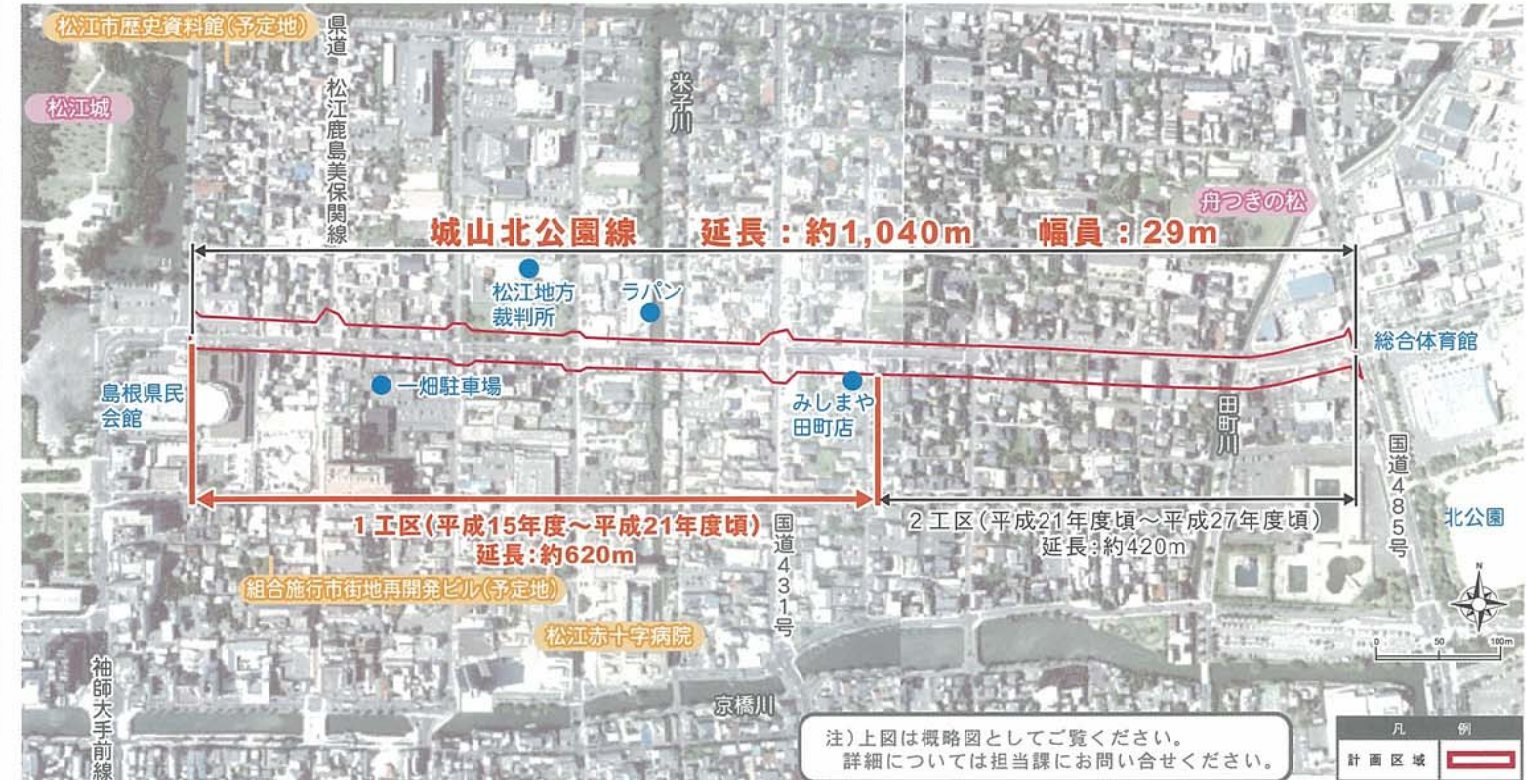 松江市歴史資料館(予定地)
県道 松江鹿島美保関線
米子川
松江城
舟つきの松
城山北公園線 延長：約1,040m 幅員：29m
松江地方
裁判所
ラパン
総合体育館
島根県民
会館
一畑駐車場
みしまや
田町店
田町川
国道485号
1工区(平成15年度～平成21年度頃)
延長:約620m
国道431号
2工区(平成21年度頃～平成27年度頃)
延長:約420m
北公園
組合施行市街地再開発ビル(予定地)
松江赤十字病院
N
0 50 100m
袖師大手前線
京橋川
注)上図は概略図としてご覧ください。
詳細については担当課にお問い合せください。
凡 例
計画区域